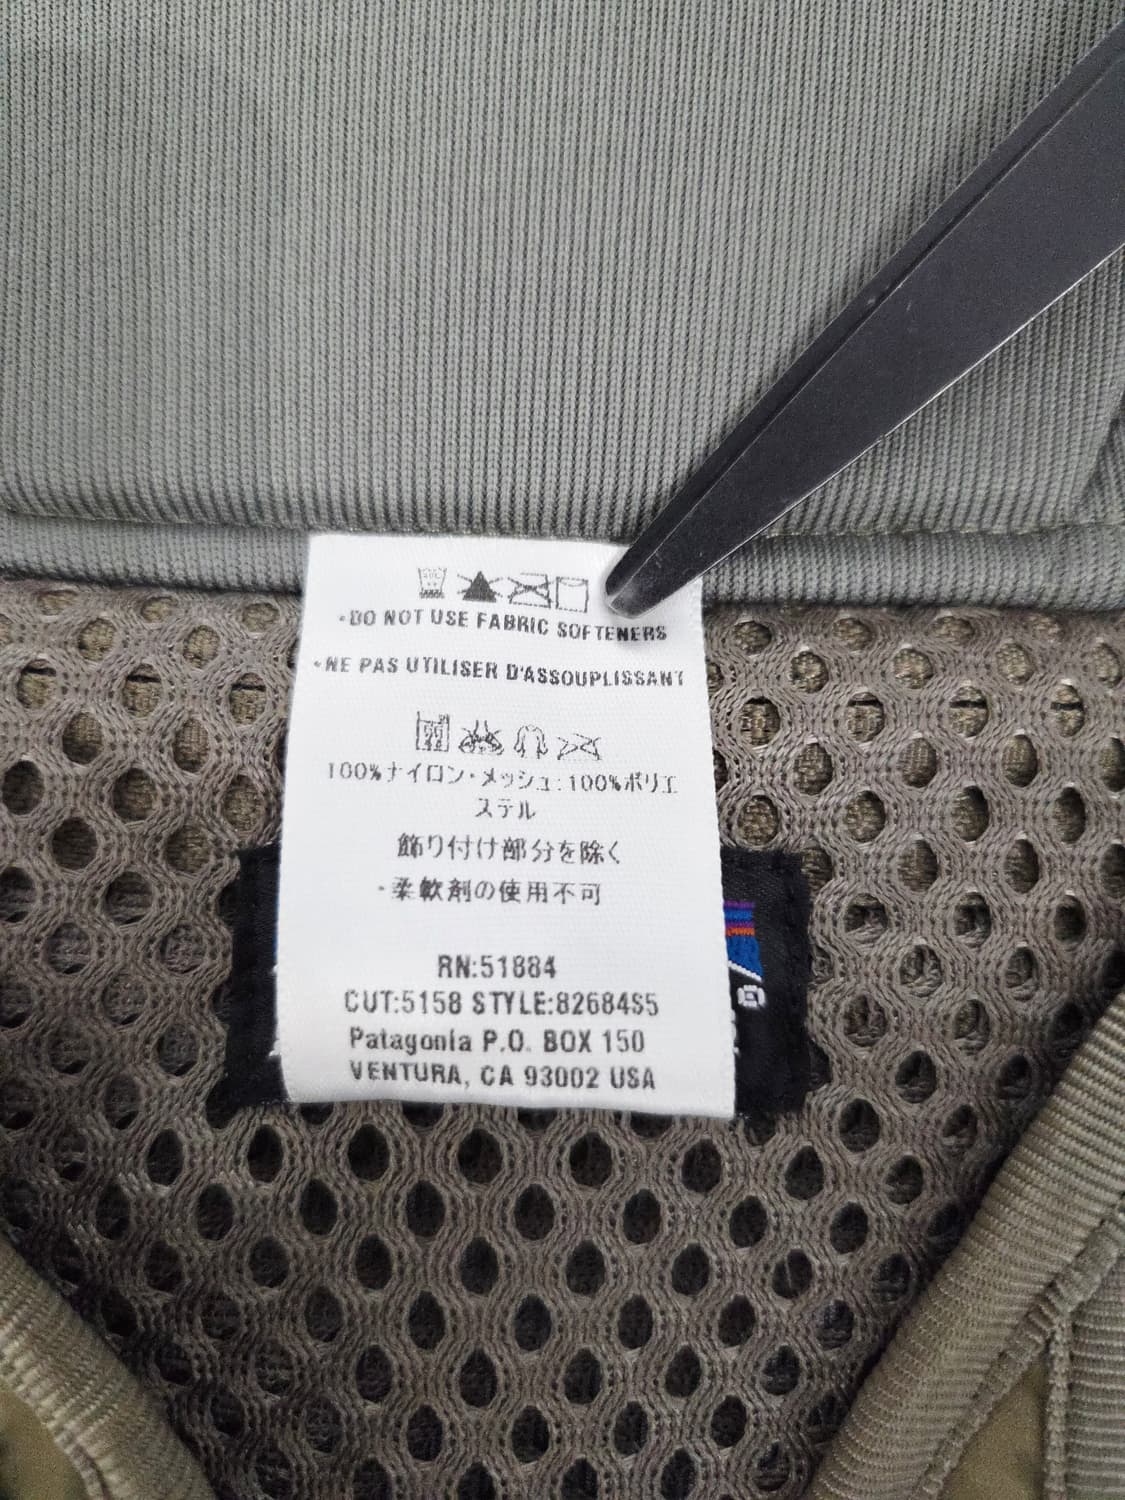 •DO NOT USE FABRIC SOFTENERS
•NE PAS UTILISER D'ASSOUPLISSANT
100%ナイロン・メッシュ:100%ポリエ
ステル
飾り付け部分を除く
・柔軟剤の使用不可
RN:51884
CUT:5158 STYLE:82684S5
Patagonia P.O. BOX 150
VENTURA, CA 93002 USA